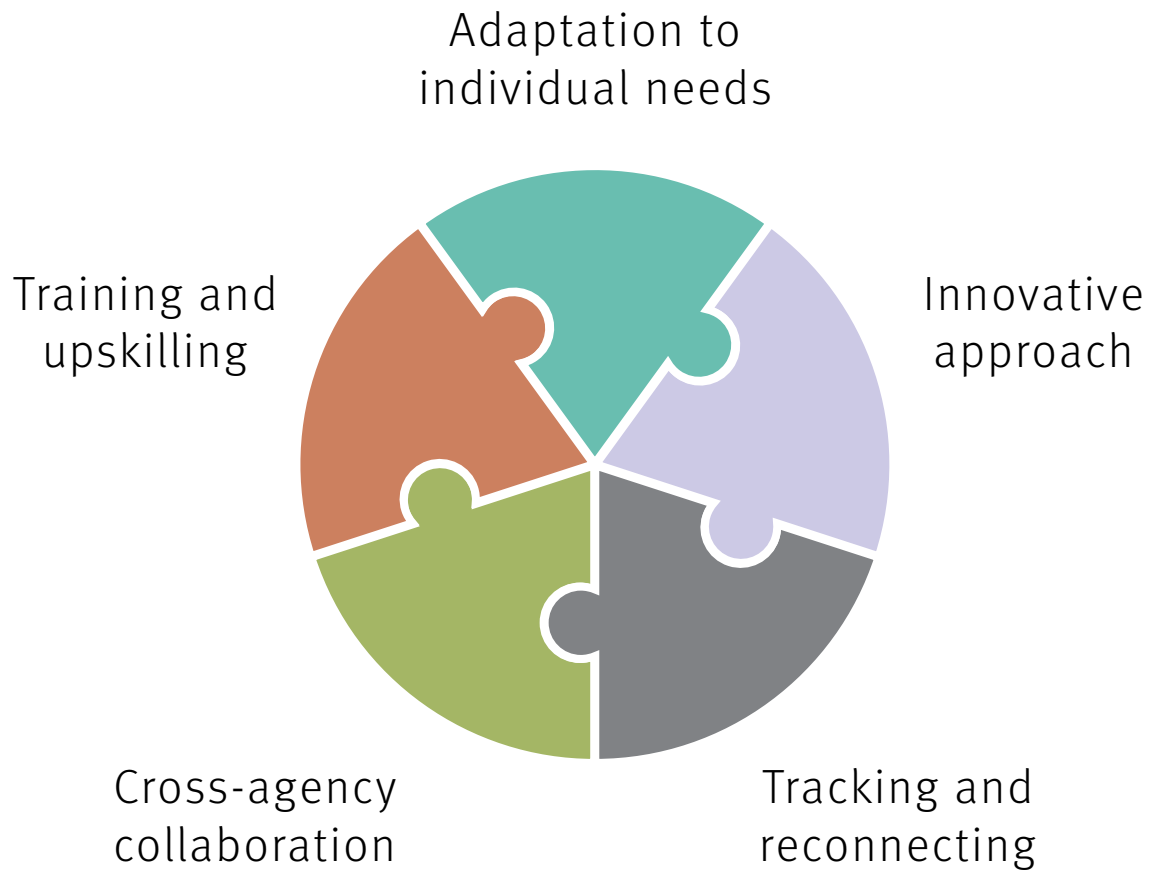 Adaptation to
individual needs
Training and
upskilling
Innovative
approach
Cross-agency
collaboration
Tracking and
reconnecting